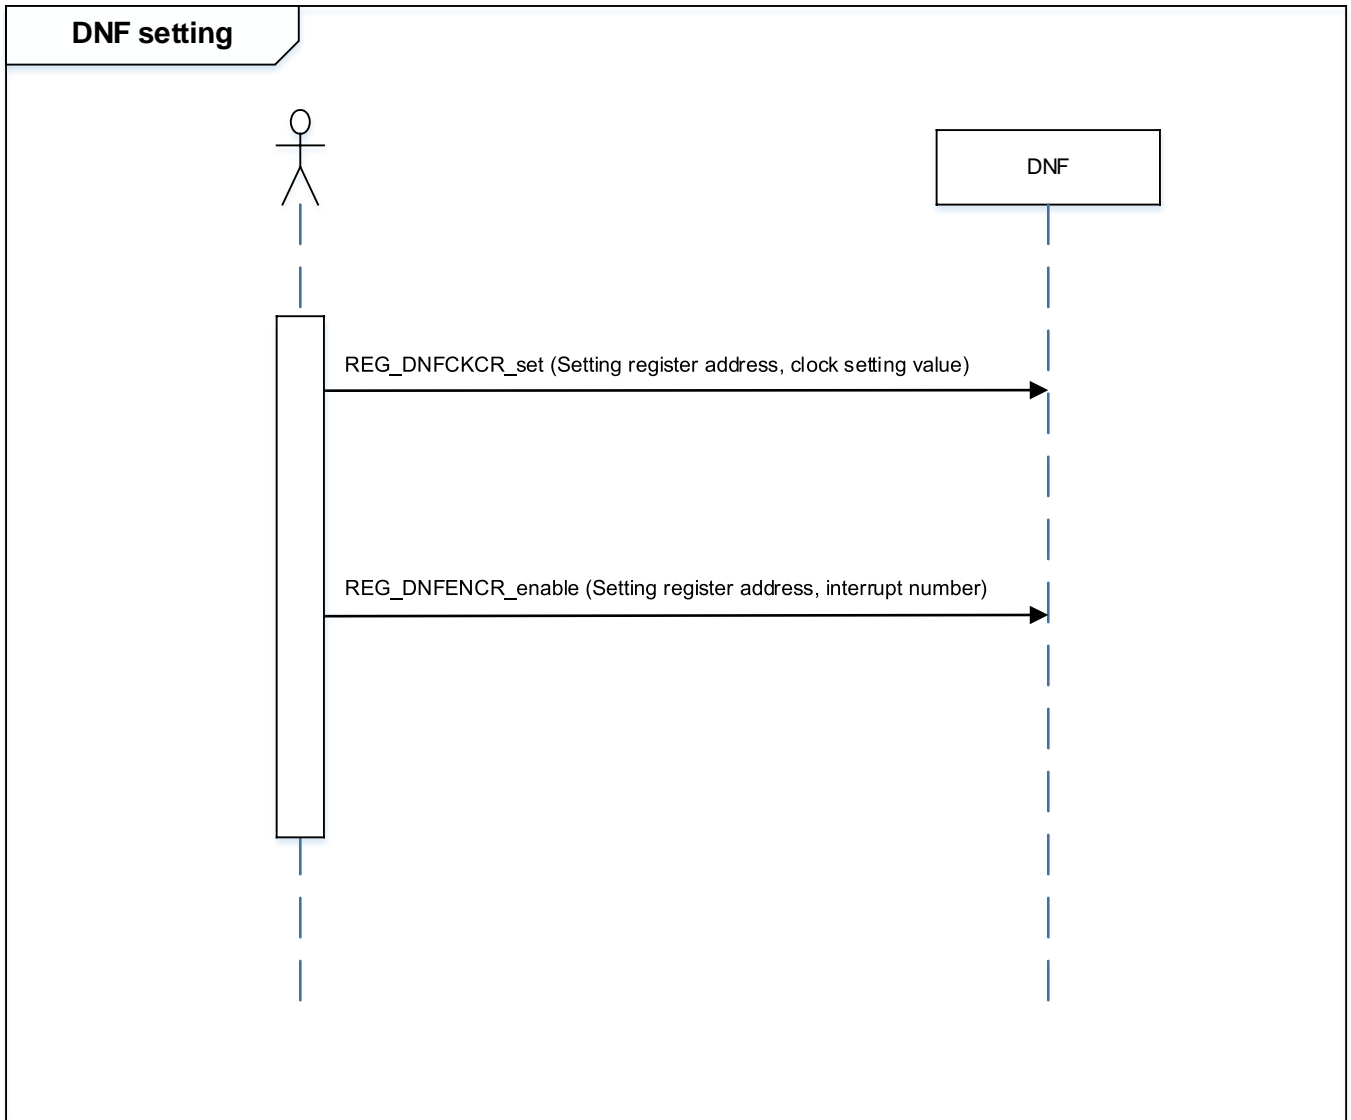 DNF setting
DNF
REG_DNFCKCR_set (Setting register address, clock setting value)
REG_DNFENCR_enable (Setting register address, interrupt number)